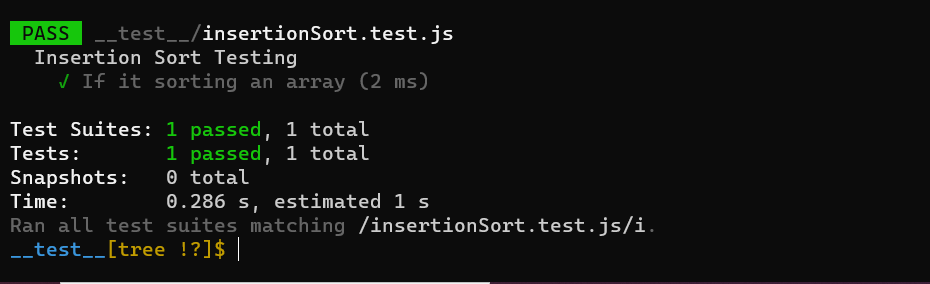 PASS __test__/insertionSort.test.js
Insertion Sort Testing
√ If it sorting an array (2 ms)
Test Suites: 1 passed, 1 total
Tests: 1 passed, 1 total
Snapshots: 0 total
Time: 0.286 s, estimated 1 s
Ran all test suites matching /insertionSort.test.js/i.
__test__[tree !?]$